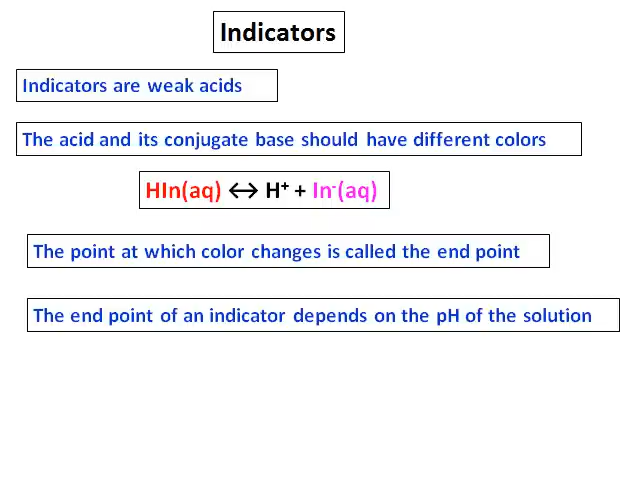 Indicators
Indicators are weak acids
The acid and its conjugate base should have different colors
HIn(aq) ↔ H⁺ + In⁻(aq)
The point at which color changes is called the end point
The end point of an indicator depends on the pH of the solution